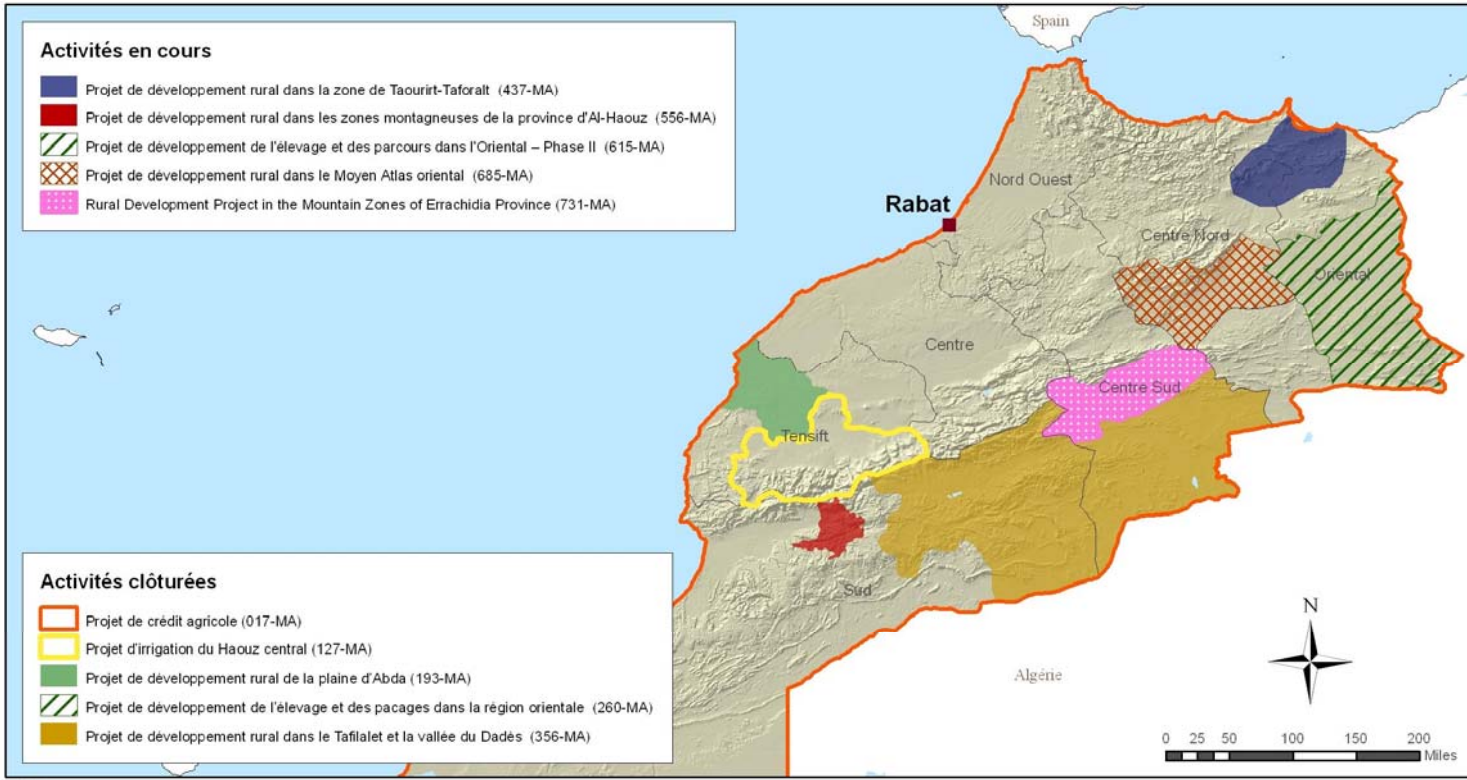 Activités en cours
Projet de développement rural dans la zone de Taourirt-Taforalt (437-MA)
Projet de développement rural dans les zones montagneuses de la province d'Al-Haouz (556-MA)
Projet de développement de l'élevage et des parcours dans l'Oriental – Phase II (615-MA)
Projet de développement rural dans le Moyen Atlas oriental (685-MA)
Rural Development Project in the Mountain Zones of Errachidia Province (731-MA)
Spain
Nord Ouest
Rabat
Centre Nord
Oriental
Centre
Centre Sud
Tensift
Sud
Algérie
Activités clôturées
Projet de crédit agricole (017-MA)
Projet d'irrigation du Haouz central (127-MA)
Projet de développement rural de la plaine d'Abda (193-MA)
Projet de développement de l'élevage et des pacages dans la région orientale (260-MA)
Projet de développement rural dans le Tafilalet et la vallée du Dadès (356-MA)
N
0 25 50 100 150 200
Miles